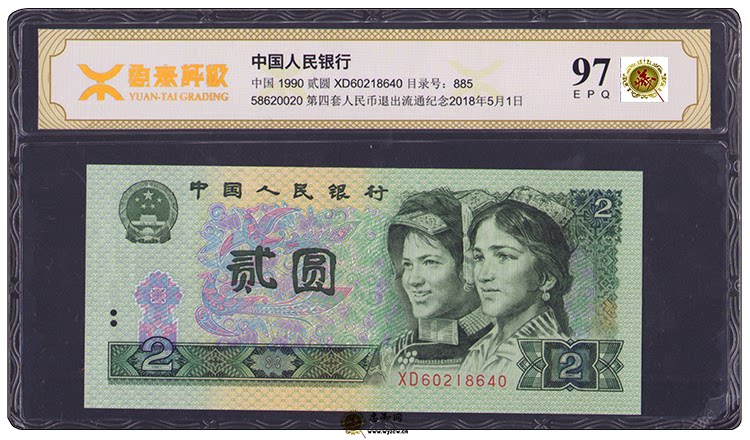 源泰评级
YUAN-TAI GRADING
中国人民银行
中国 1990 贰圆 XD60218640 目录号：885
58620020 第四套人民币退出流通纪念2018年5月1日
97
EPQ
中国人民银行
2
贰圆
2
2
XD60218640
www.wyzcw.cn